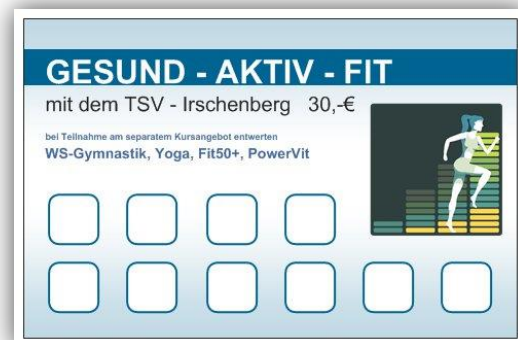 GESUND - AKTIV - FIT
mit dem TSV - Irschenberg 30,-€
bei Teilnahme am separatem Kursangebot entwerten
WS-Gymnastik, Yoga, Fit50+, PowerVit